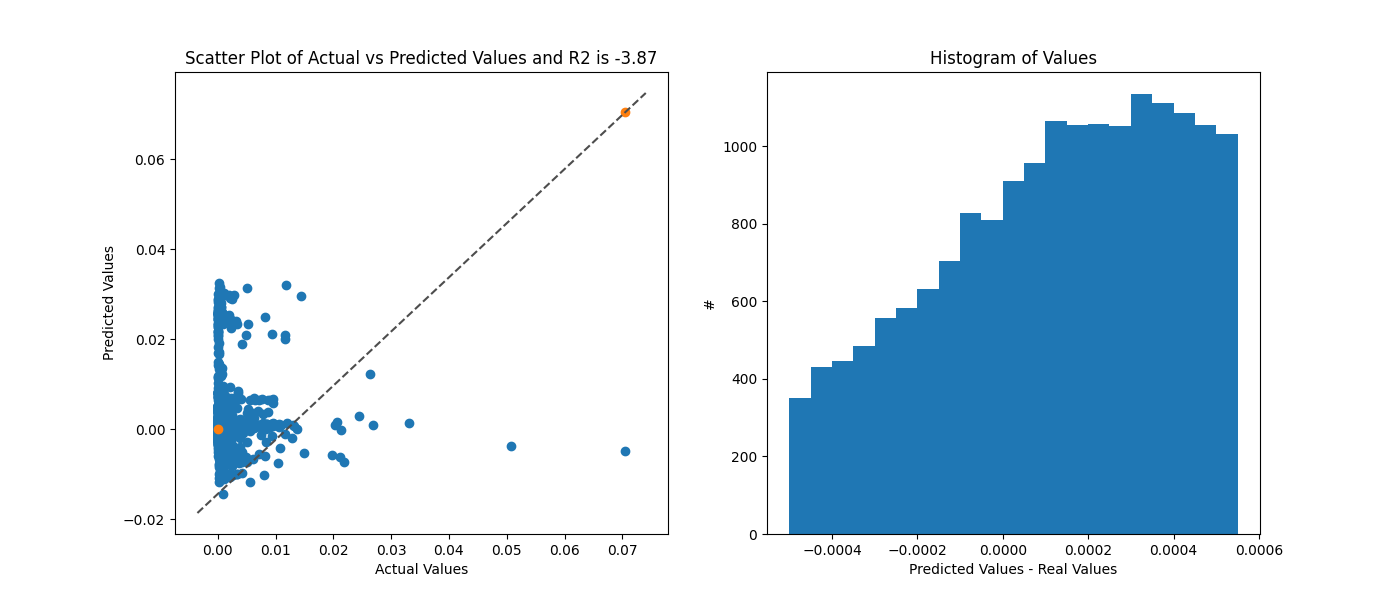 Scatter Plot of Actual vs Predicted Values and R2 is -3.87
Predicted Values
0.06
0.04
0.02
0.00
−0.02
0.00 0.01 0.02 0.03 0.04 0.05 0.06 0.07
Actual Values
Histogram of Values
#
1000
800
600
400
200
0
−0.0004 −0.0002 0.0000 0.0002 0.0004 0.0006
Predicted Values - Real Values